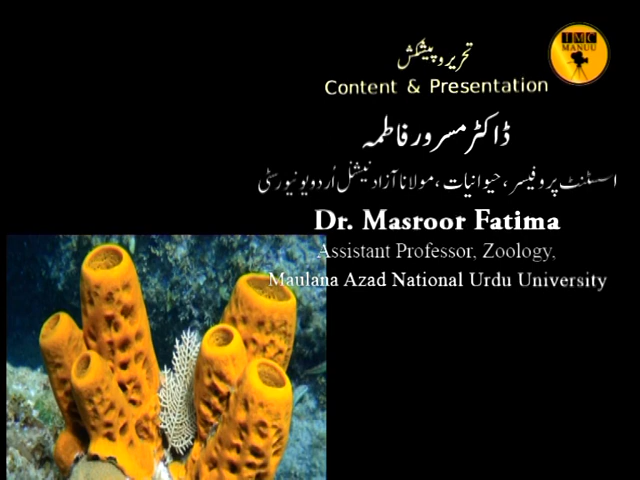 IMC
MANUU
تحریر و پیشکش
Content & Presentation
ڈاکٹر مسرور فاطمہ
اسسٹنٹ پروفیسر، حیوانیات، مولانا آزاد نیشنل اُردو یونیورسٹی
Dr. Masroor Fatima
Assistant Professor, Zoology,
Maulana Azad National Urdu University